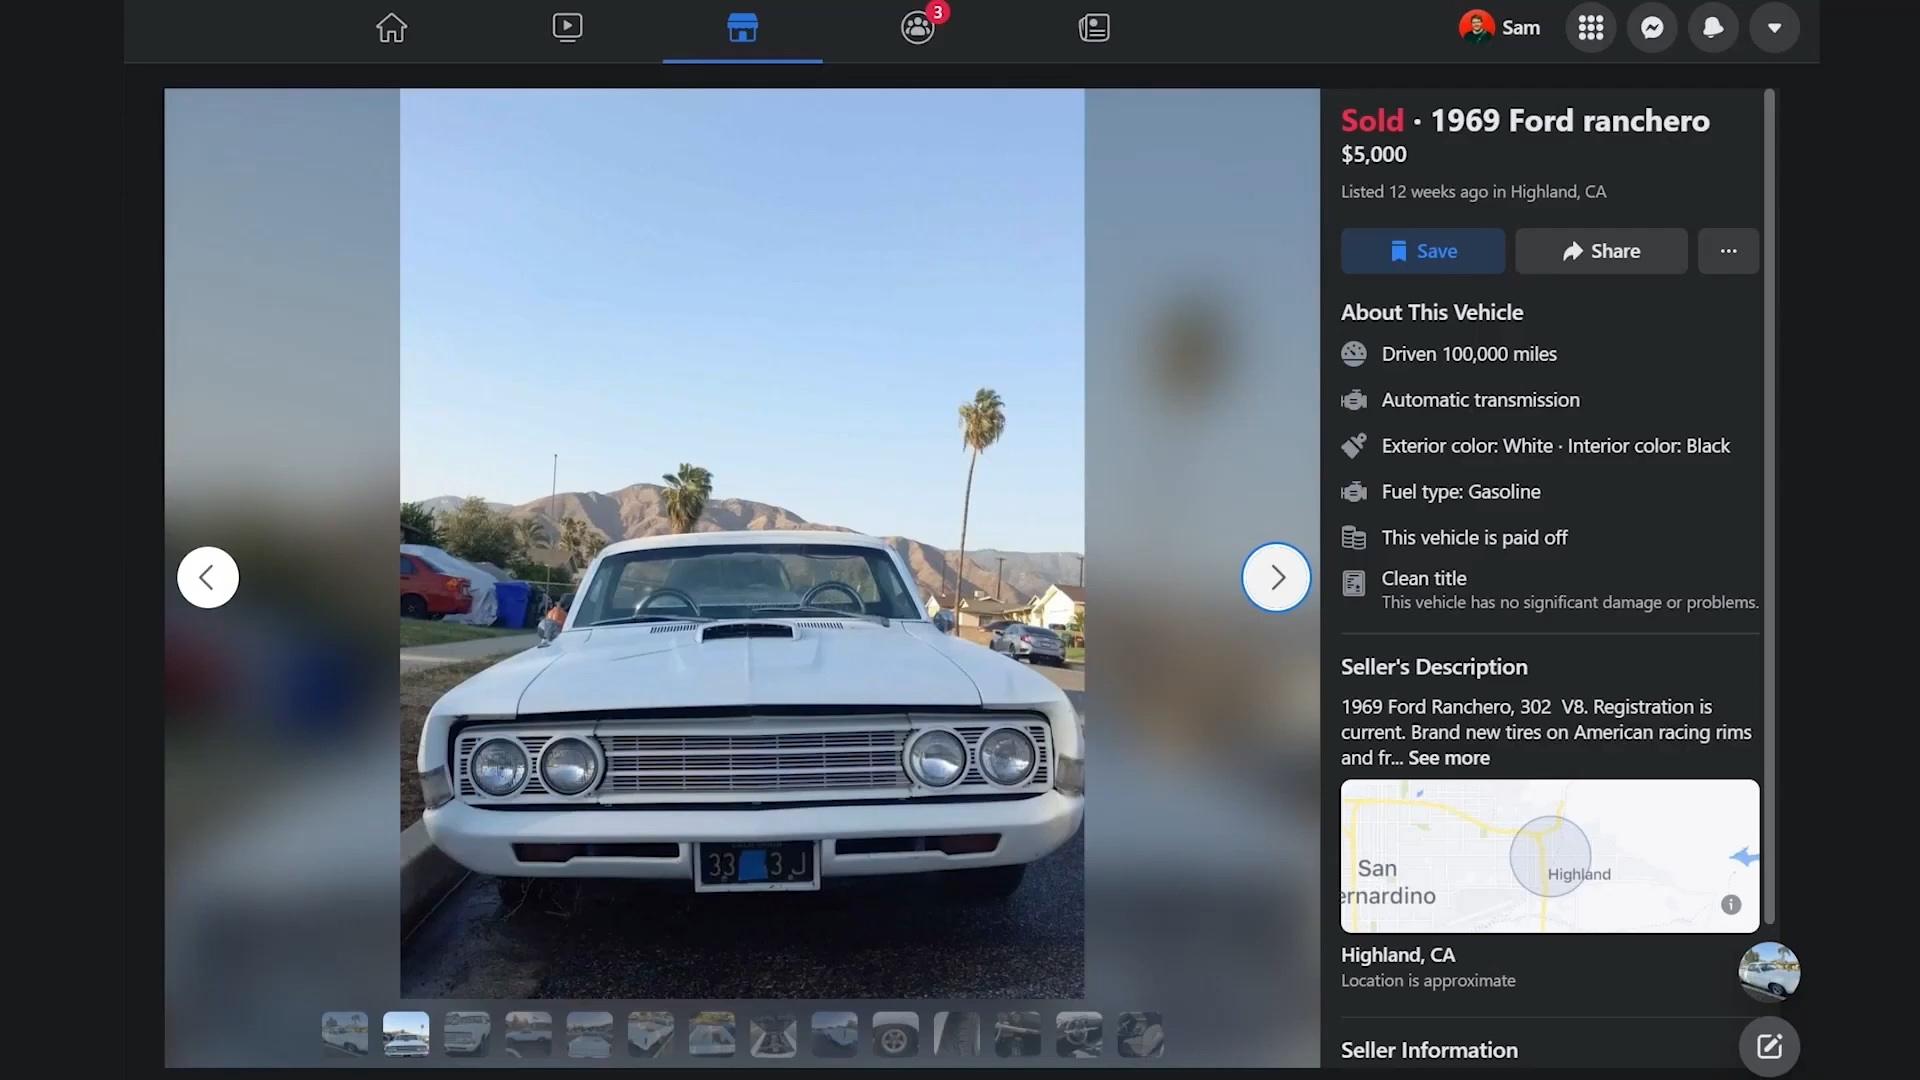 3
Sam
Sold · 1969 Ford ranchero
$5,000
Listed 12 weeks ago in Highland, CA
Save
Share
About This Vehicle
Driven 100,000 miles
Automatic transmission
Exterior color: White · Interior color: Black
Fuel type: Gasoline
This vehicle is paid off
Clean title
This vehicle has no significant damage or problems.
Seller's Description
1969 Ford Ranchero, 302 V8. Registration is
current. Brand new tires on American racing rims
and fr... See more
33 3 J
San
ernardino
Highland
Highland, CA
Location is approximate
Seller Information